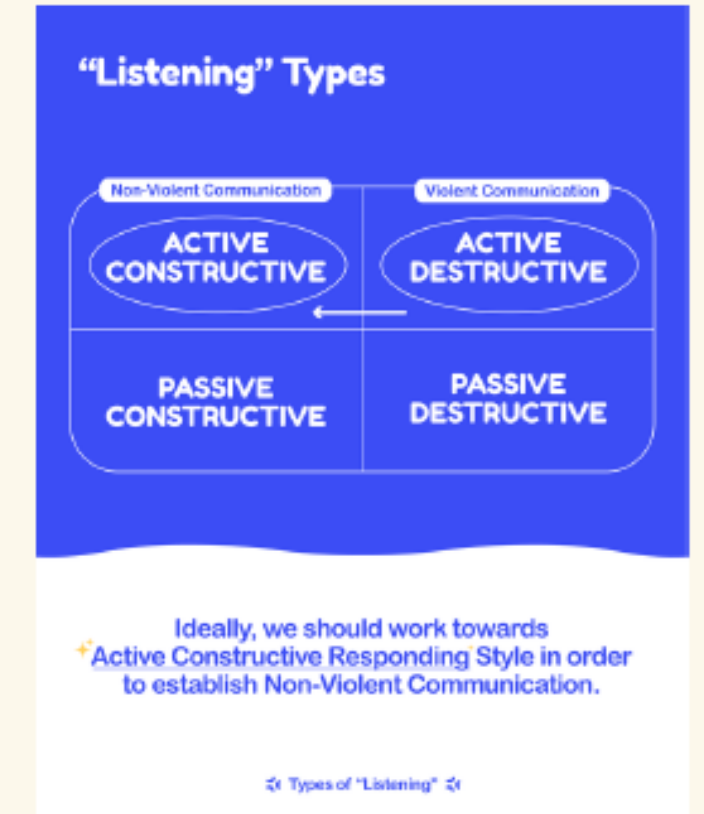 “Listening” Types
Non-Violent Communication
Violent Communication
ACTIVE
CONSTRUCTIVE
ACTIVE
DESTRUCTIVE
PASSIVE
CONSTRUCTIVE
PASSIVE
DESTRUCTIVE
Ideally, we should work towards
Active Constructive Responding Style in order
to establish Non-Violent Communication.
Types of “Listening”